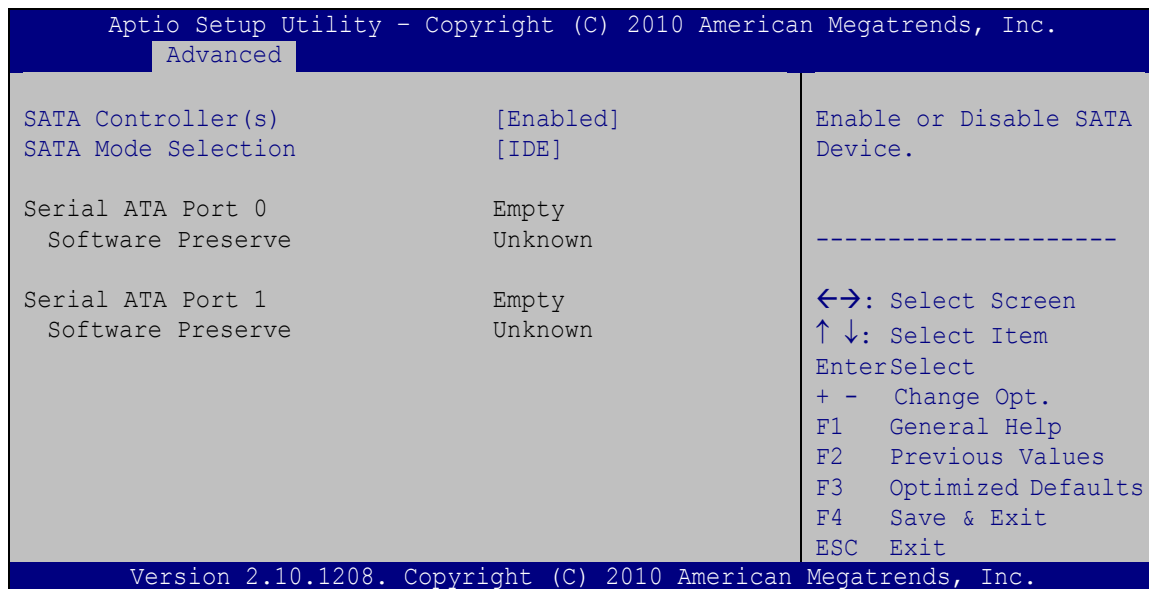 Aptio Setup Utility – Copyright (C) 2010 American Megatrends, Inc.
Advanced
SATA Controller(s) [Enabled]
SATA Mode Selection [IDE]
Serial ATA Port 0 Empty
Software Preserve Unknown
Serial ATA Port 1 Empty
Software Preserve Unknown
Enable or Disable SATA
Device.
---------------------
←→: Select Screen
↑ ↓: Select Item
EnterSelect
+ - Change Opt.
F1 General Help
F2 Previous Values
F3 Optimized Defaults
F4 Save & Exit
ESC Exit
Version 2.10.1208. Copyright (C) 2010 American Megatrends, Inc.